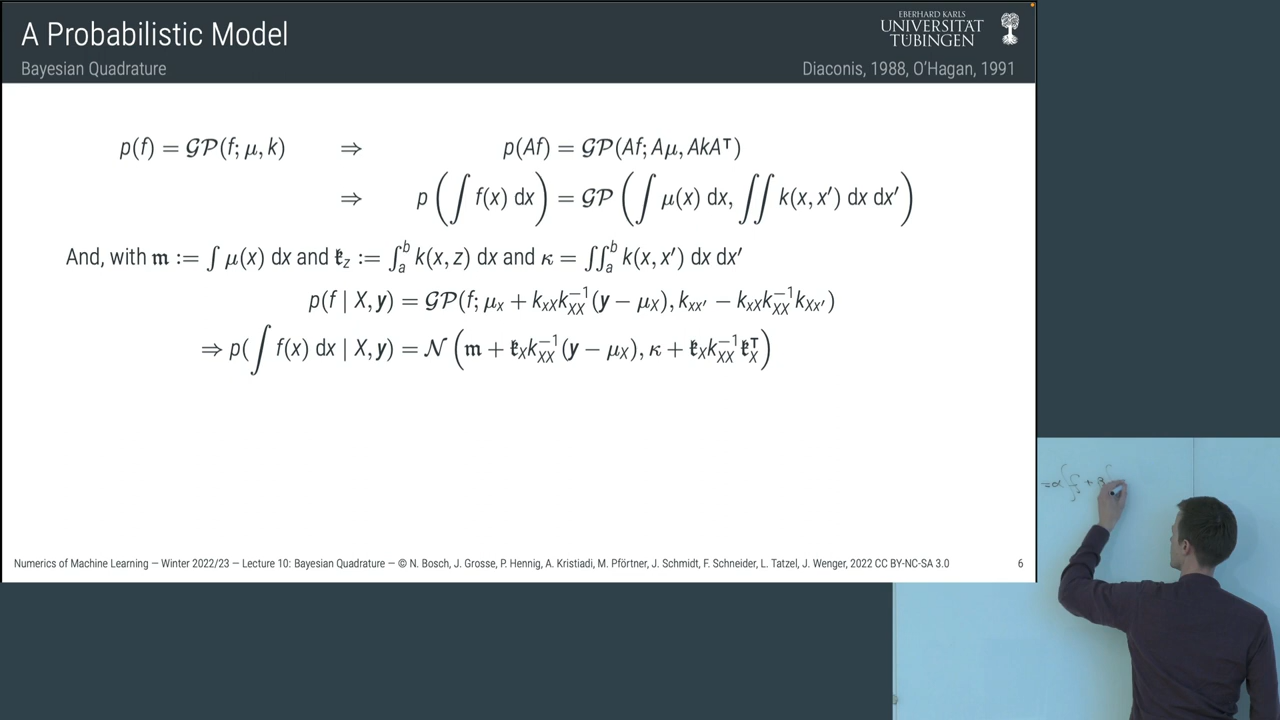 A Probabilistic Model
EBERHARD KARLS
UNIVERSITÄT
TÜBINGEN
Bayesian Quadrature
Diaconis, 1988, O'Hagan, 1991
p(f) = 𝒢𝒫(f; μ, k) ⇒ p(Af) = 𝒢𝒫(Af; Aμ, AkA⊺)
⇒ p(∫ f(x) dx) = 𝒢𝒫(∫ μ(x) dx, ∬ k(x, x′) dx dx′)
And, with 𝔪 := ∫ μ(x) dx and 𝔨_z := ∫_a^b k(x, z) dx and κ = ∬_a^b k(x, x′) dx dx′
p(f | X, y) = 𝒢𝒫(f; μ_x + k_{xX}k_{XX}^{−1}(y − μ_X), k_{xx′} − k_{xX}k_{XX}^{−1}k_{Xx′})
⇒ p(∫ f(x) dx | X, y) = 𝒩(𝔪 + 𝔨_X k_{XX}^{−1}(y − μ_X), κ + 𝔨_X k_{XX}^{−1}𝔨_X^⊺)
Numerics of Machine Learning — Winter 2022/23 — Lecture 10: Bayesian Quadrature — © N. Bosch, J. Grosse, P. Hennig, A. Kristiadi, M. Pförtner, J. Schmidt, F. Schneider, L. Tatzel, J. Wenger, 2022 CC BY-NC-SA 3.0
6